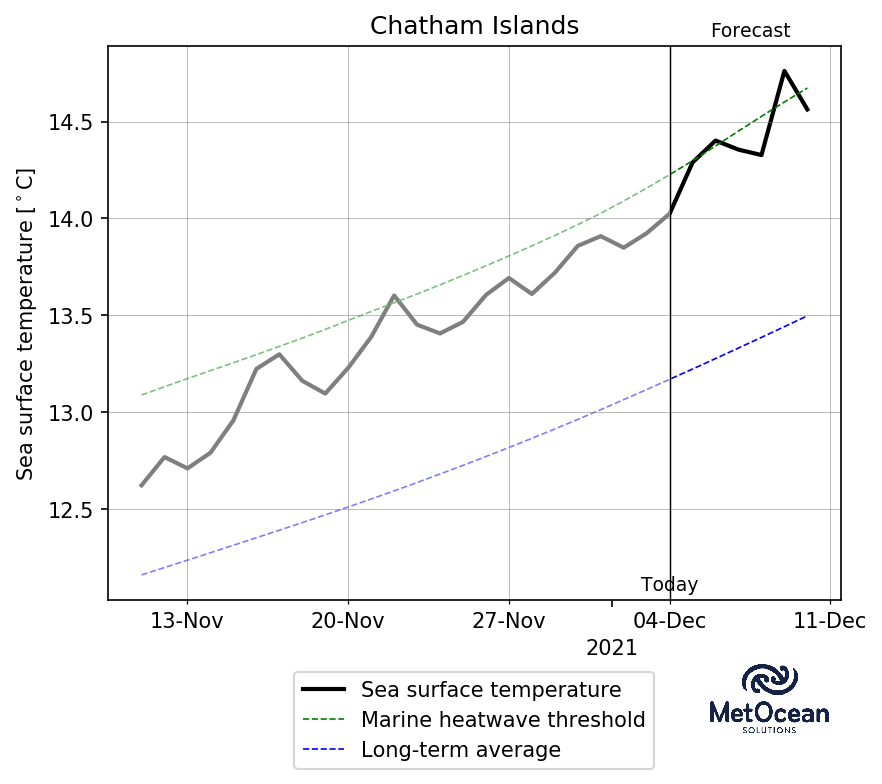 Chatham Islands
Forecast
Sea surface temperature [°C]
14.5
14.0
13.5
13.0
12.5
Today
13-Nov
20-Nov
27-Nov
04-Dec
11-Dec
2021
Sea surface temperature
Marine heatwave threshold
Long-term average
MetOcean
SOLUTIONS